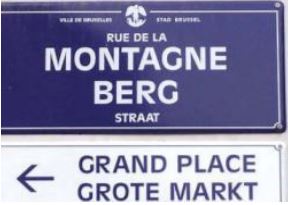 VILLE DE BRUXELLES STAD BRUSSEL
RUE DE LA
MONTAGNE
BERG
STRAAT
← GRAND PLACE
GROTE MARKT